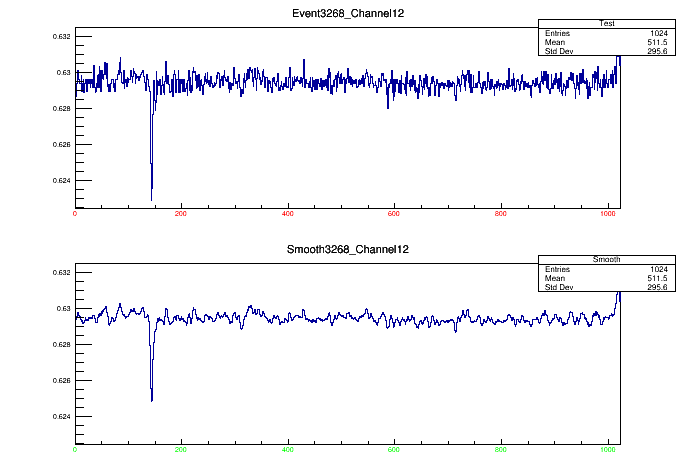 Event3268_Channel12
Test
Entries 1024
Mean 511.5
Std Dev 295.6
0.632
0.63
0.628
0.626
0.624
0 200 400 600 800 1000
Smooth3268_Channel12
Smooth
Entries 1024
Mean 511.5
Std Dev 295.6
0.632
0.63
0.628
0.626
0.624
0 200 400 600 800 1000